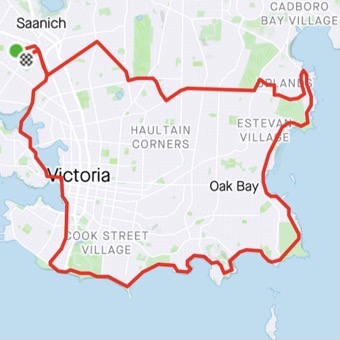 CADBORO
BAY VILLAGE
Saanich
UPLANDS
ESTEVAN
VILLAGE
HAULTAIN
CORNERS
Victoria
Oak Bay
COOK STREET
VILLAGE